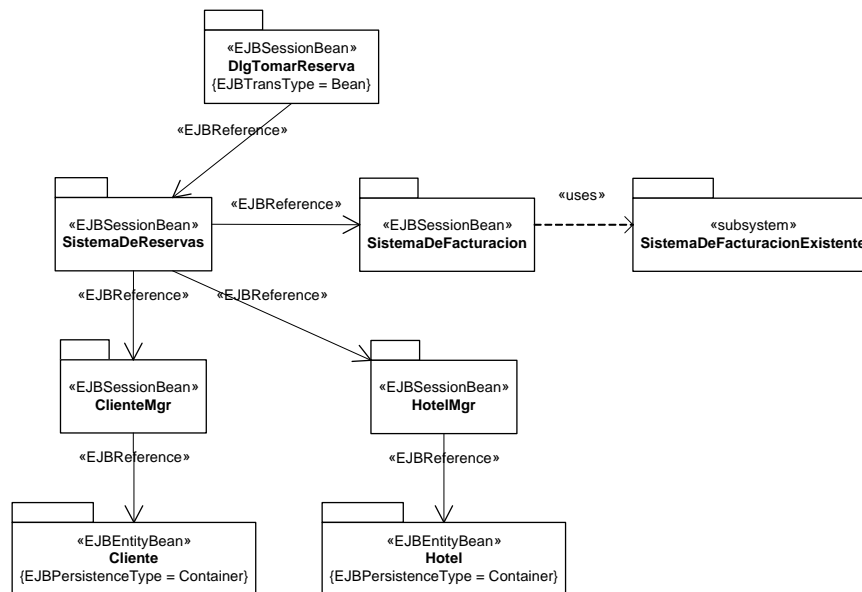 «EJBSessionBean»
DlgTomarReserva
{EJBTransType = Bean}
«EJBReference»
«EJBSessionBean»
SistemaDeReservas
«EJBReference»
«EJBSessionBean»
SistemaDeFacturacion
«uses»
«subsystem»
SistemaDeFacturacionExistente
«EJBReference»
«EJBReference»
«EJBSessionBean»
ClienteMgr
«EJBSessionBean»
HotelMgr
«EJBReference»
«EJBReference»
«EJBEntityBean»
Cliente
{EJBPersistenceType = Container}
«EJBEntityBean»
Hotel
{EJBPersistenceType = Container}